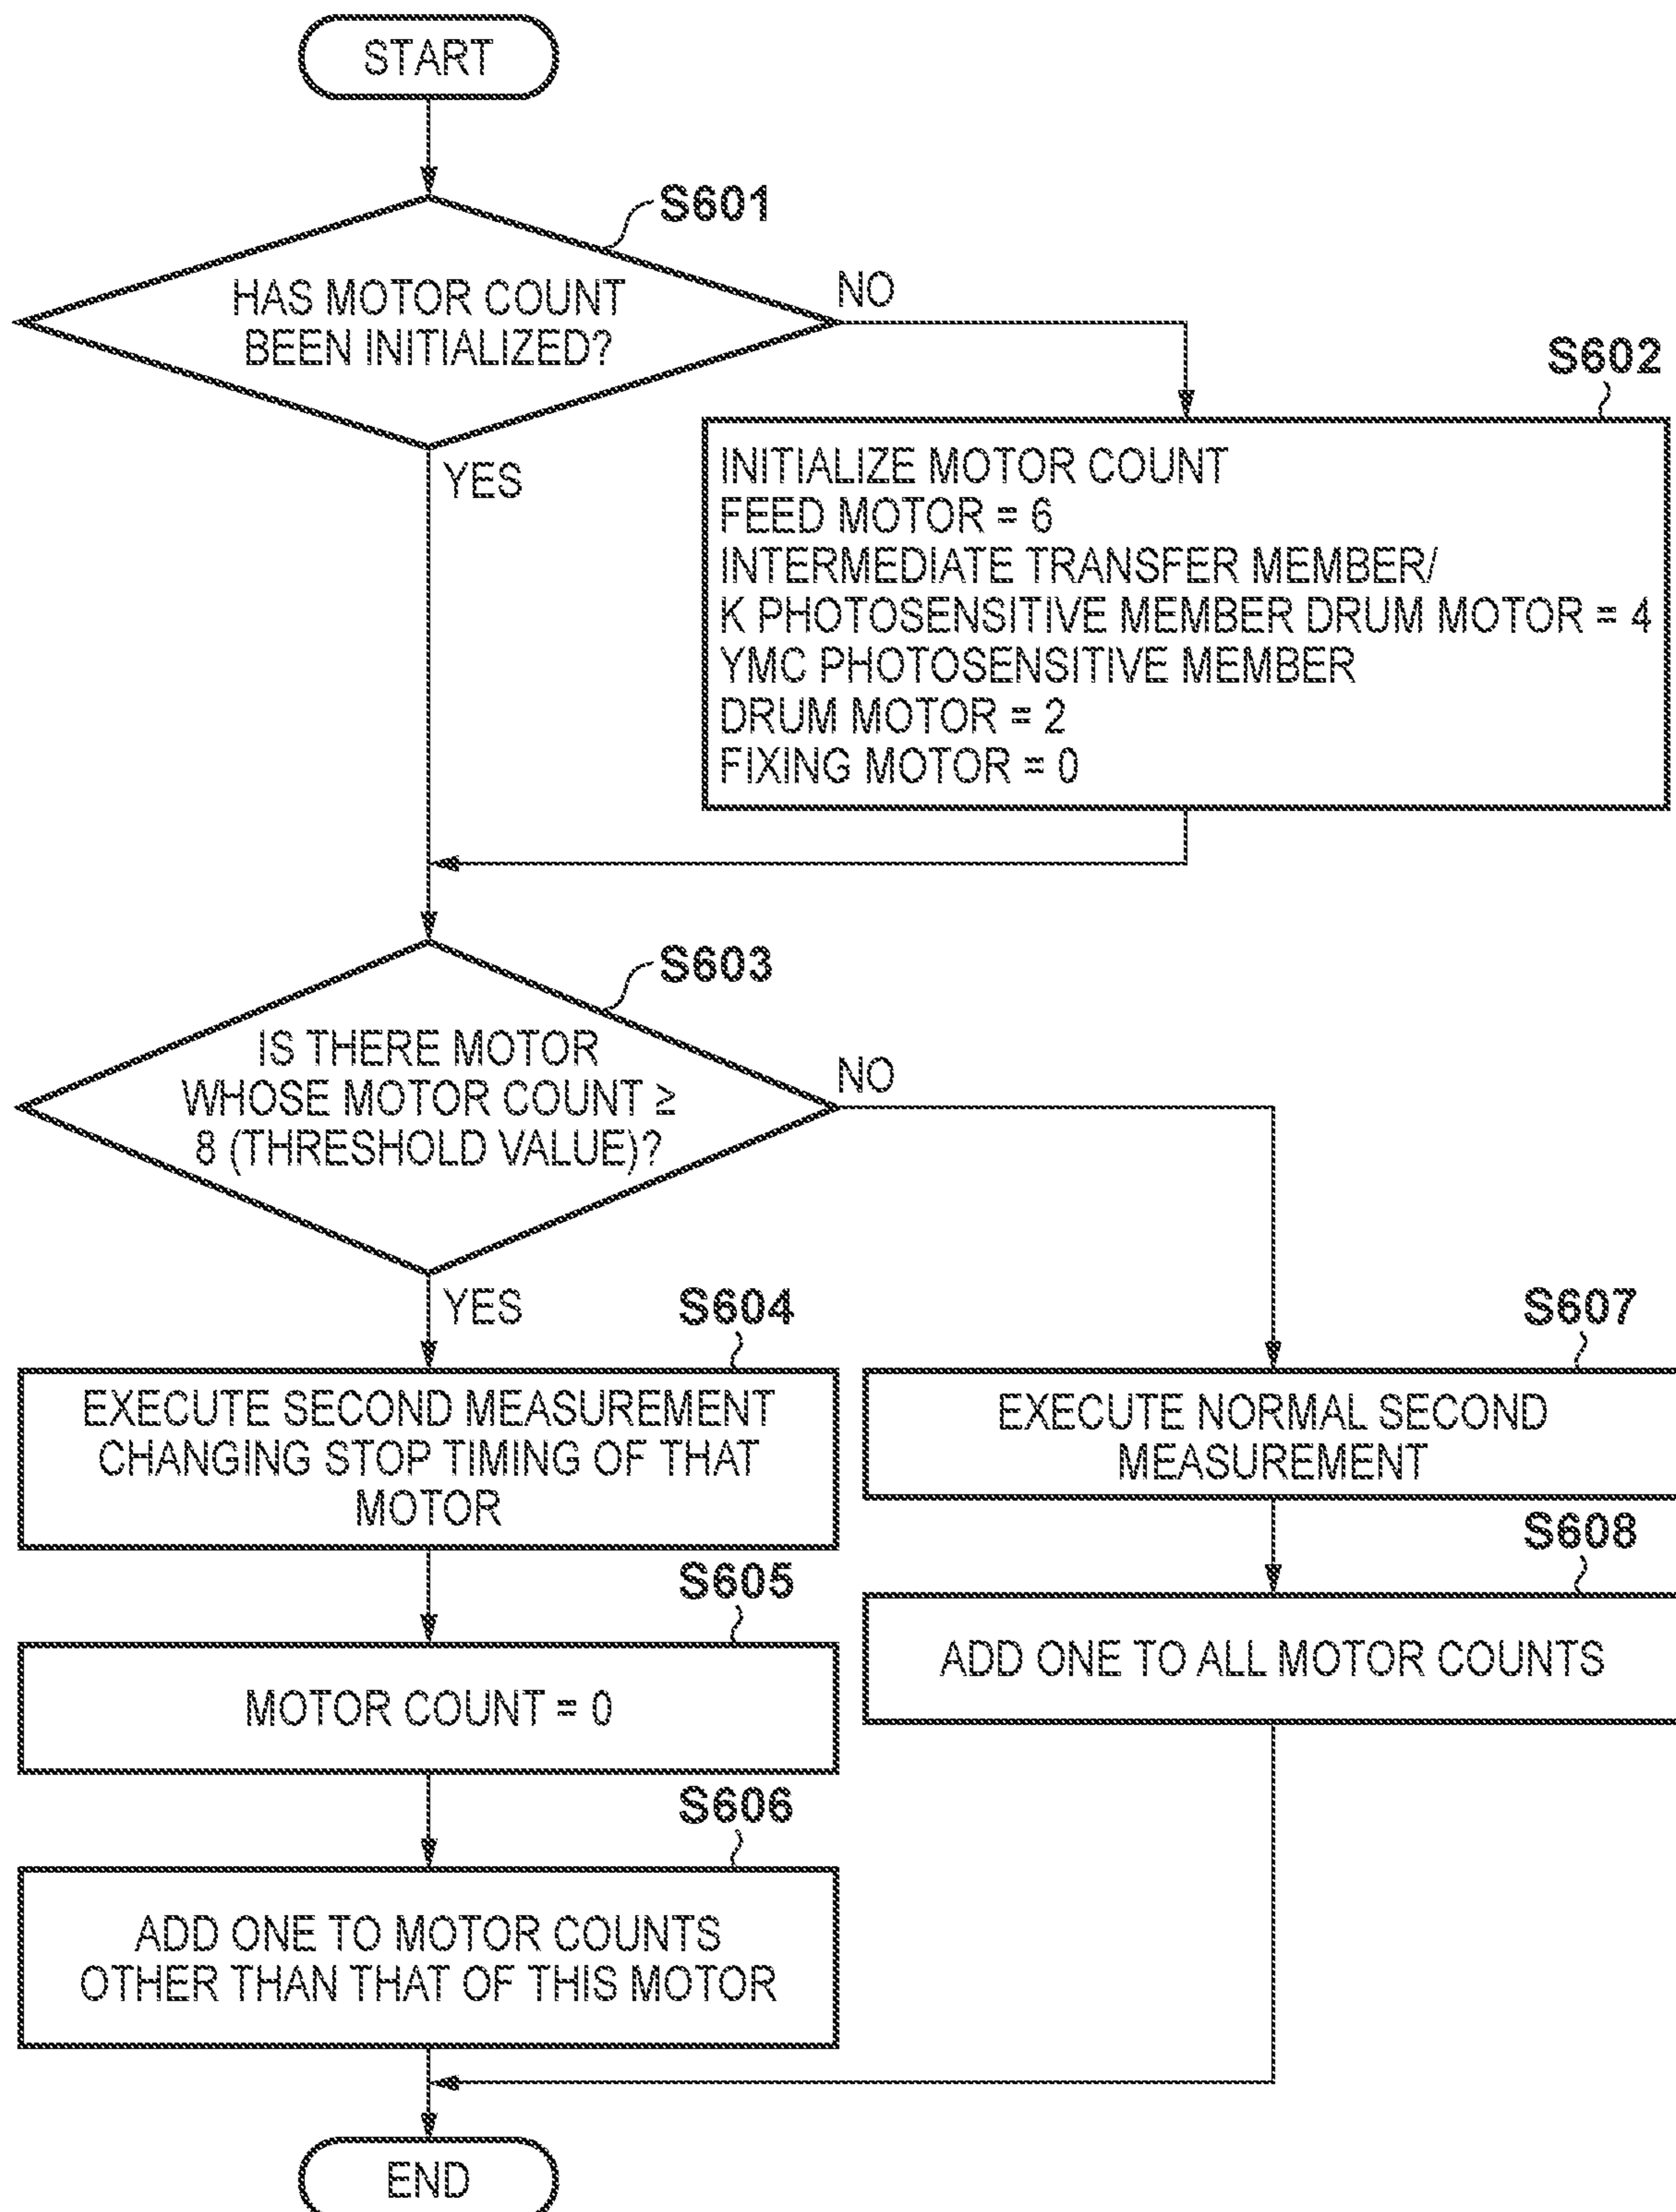 START
S601
HAS MOTOR COUNT
BEEN INITIALIZED?
NO
YES
S602
INITIALIZE MOTOR COUNT
FEED MOTOR = 6
INTERMEDIATE TRANSFER MEMBER/
K PHOTOSENSITIVE MEMBER DRUM MOTOR = 4
YMC PHOTOSENSITIVE MEMBER
DRUM MOTOR = 2
FIXING MOTOR = 0
S603
IS THERE MOTOR
WHOSE MOTOR COUNT ≥
8 (THRESHOLD VALUE)?
NO
YES
S604
EXECUTE SECOND MEASUREMENT
CHANGING STOP TIMING OF THAT
MOTOR
S607
EXECUTE NORMAL SECOND
MEASUREMENT
S605
MOTOR COUNT = 0
S608
ADD ONE TO ALL MOTOR COUNTS
S606
ADD ONE TO MOTOR COUNTS
OTHER THAN THAT OF THIS MOTOR
END